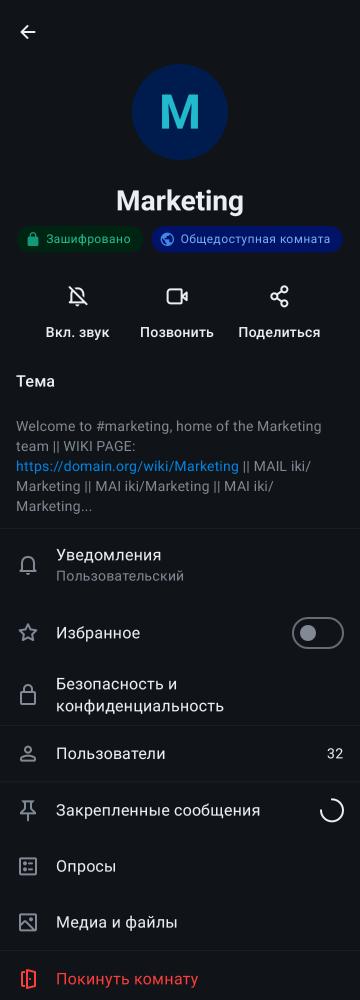 M
Marketing
Зашифровано
Общедоступная комната
Вкл. звук
Позвонить
Поделиться
Тема
Welcome to #marketing, home of the Marketing
team || WIKI PAGE:
https://domain.org/wiki/Marketing || MAIL iki/
Marketing || MAI iki/Marketing || MAI iki/
Marketing...
Уведомления
Пользовательский
Избранное
Безопасность и
конфиденциальность
Пользователи
32
Закрепленные сообщения
Опросы
Медиа и файлы
Покинуть комнату